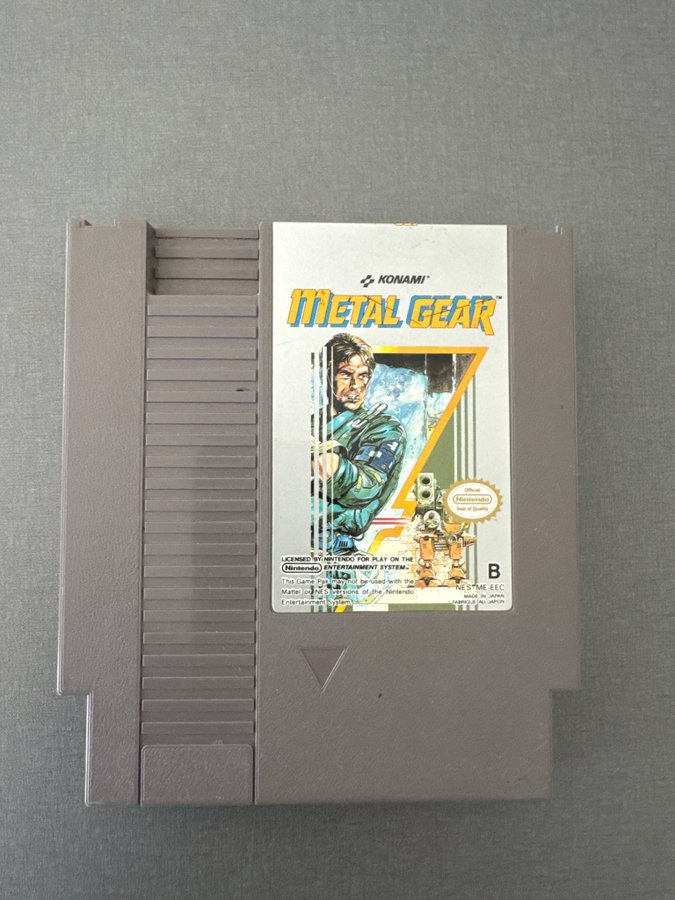 KONAMI®
METAL GEAR™
Official
Nintendo
Seal of Quality
LICENSED BY NINTENDO FOR PLAY ON THE
Nintendo ENTERTAINMENT SYSTEM™
This Game Pak may not be used with the
Mattel or NES versions of the Nintendo
Entertainment System.
B
NES-ME-EEC
MADE IN JAPAN
FABRIQUE AU JAPON